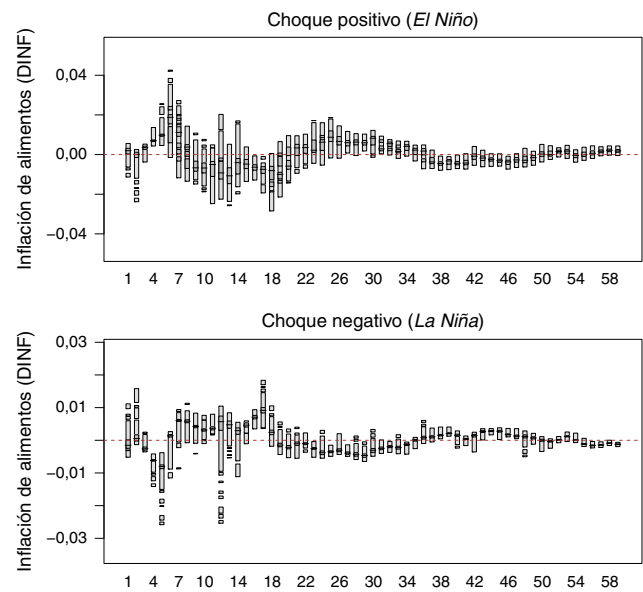 Choque positivo (El Niño)
Inflación de alimentos (DINF)
0,04
0,00
−0,04
1 4 7 10 14 18 22 26 30 34 38 42 46 50 54 58
Choque negativo (La Niña)
Inflación de alimentos (DINF)
0,03
0,01
−0,01
−0,03
1 4 7 10 14 18 22 26 30 34 38 42 46 50 54 58